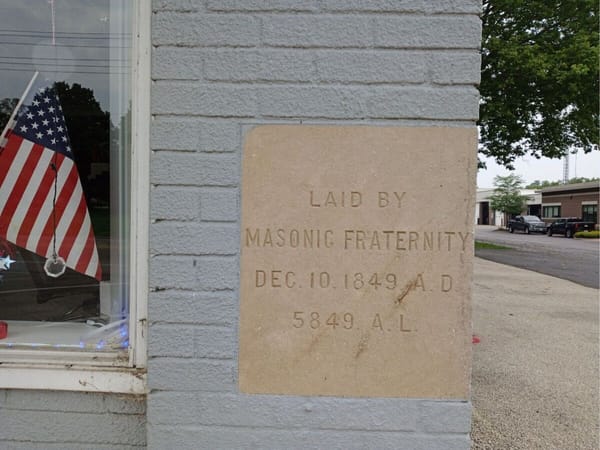 LAID BY
MASONIC FRATERNITY
DEC. 10. 1849. A. D.
5849. A. L.